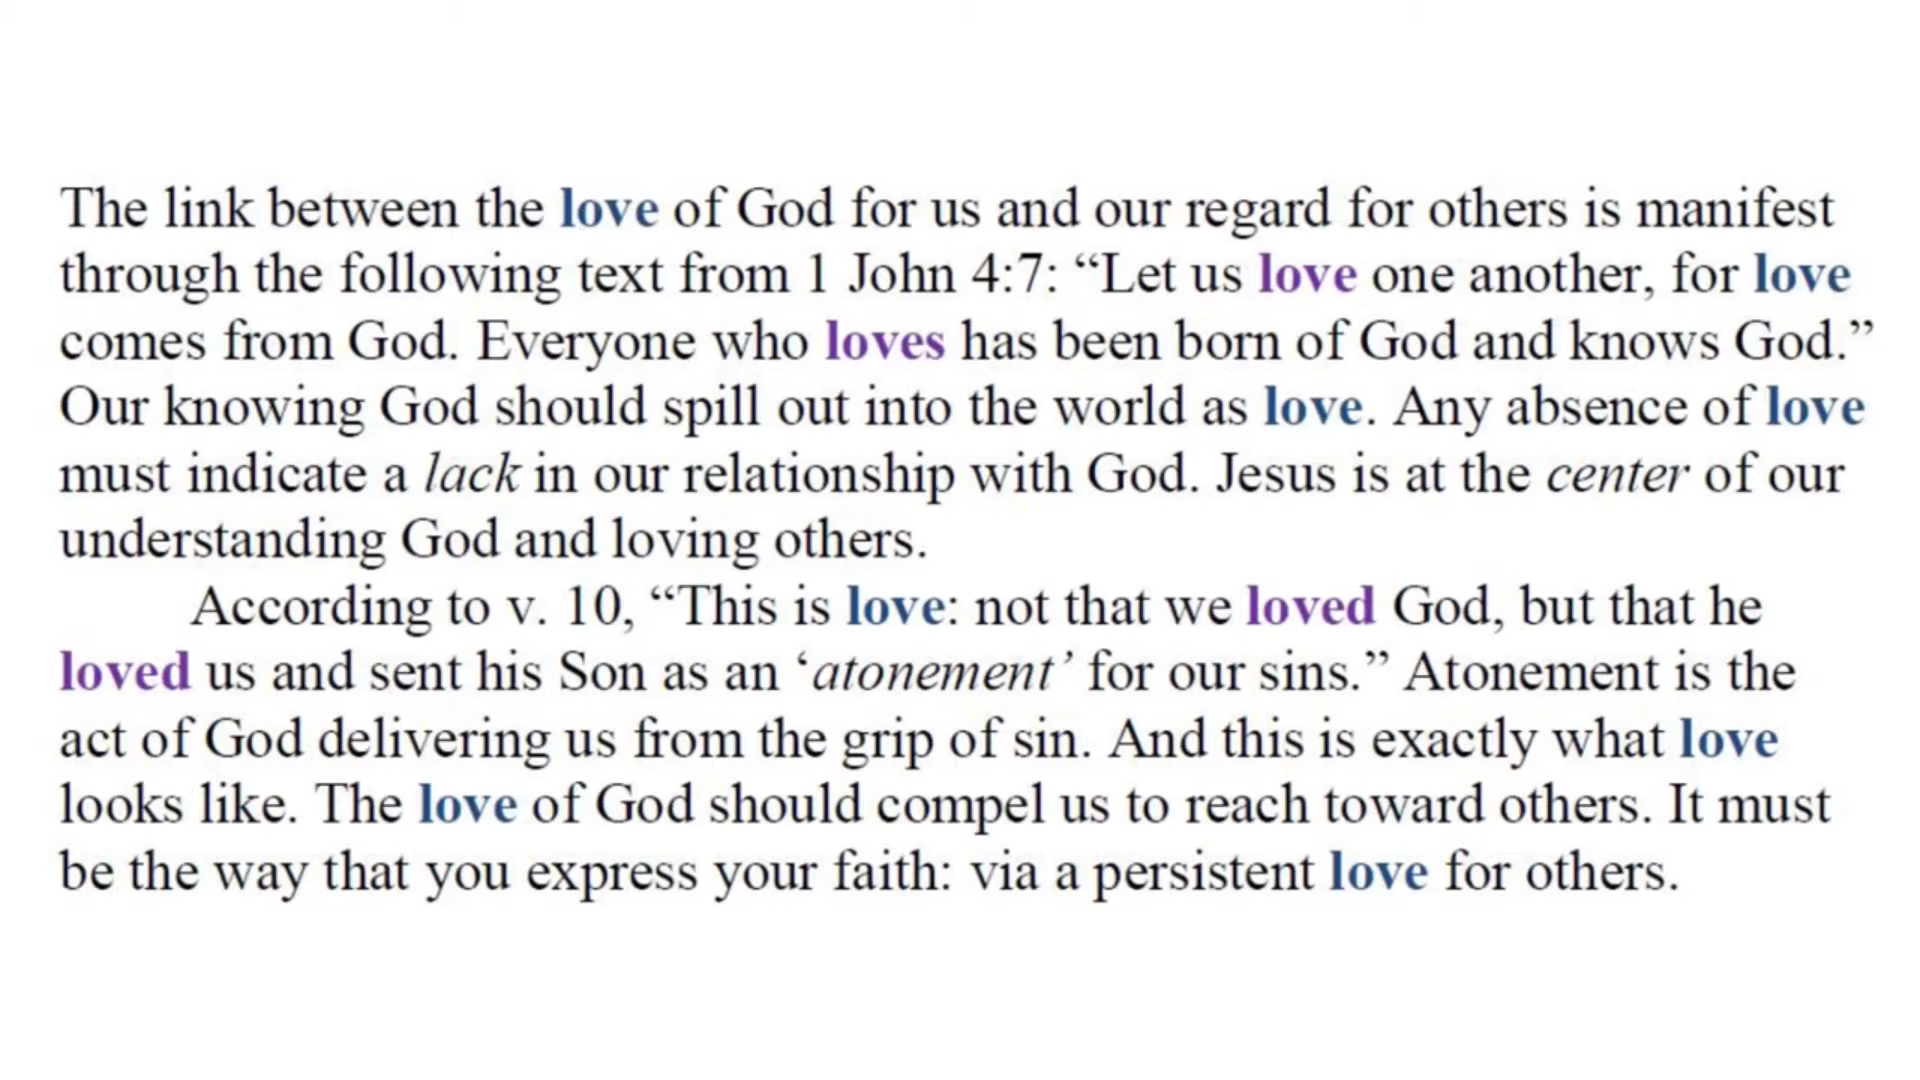 The link between the love of God for us and our regard for others is manifest
through the following text from 1 John 4:7: “Let us love one another, for love
comes from God. Everyone who loves has been born of God and knows God.”
Our knowing God should spill out into the world as love. Any absence of love
must indicate a lack in our relationship with God. Jesus is at the center of our
understanding God and loving others.
According to v. 10, “This is love: not that we loved God, but that he
loved us and sent his Son as an ‘atonement’ for our sins.” Atonement is the
act of God delivering us from the grip of sin. And this is exactly what love
looks like. The love of God should compel us to reach toward others. It must
be the way that you express your faith: via a persistent love for others.